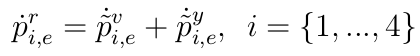 $\dot{p}^{r}_{i,e} = \dot{\tilde{p}}^{v}_{i,e} + \dot{\tilde{p}}^{y}_{i,e}, \;\; i = \{1, ..., 4\}$